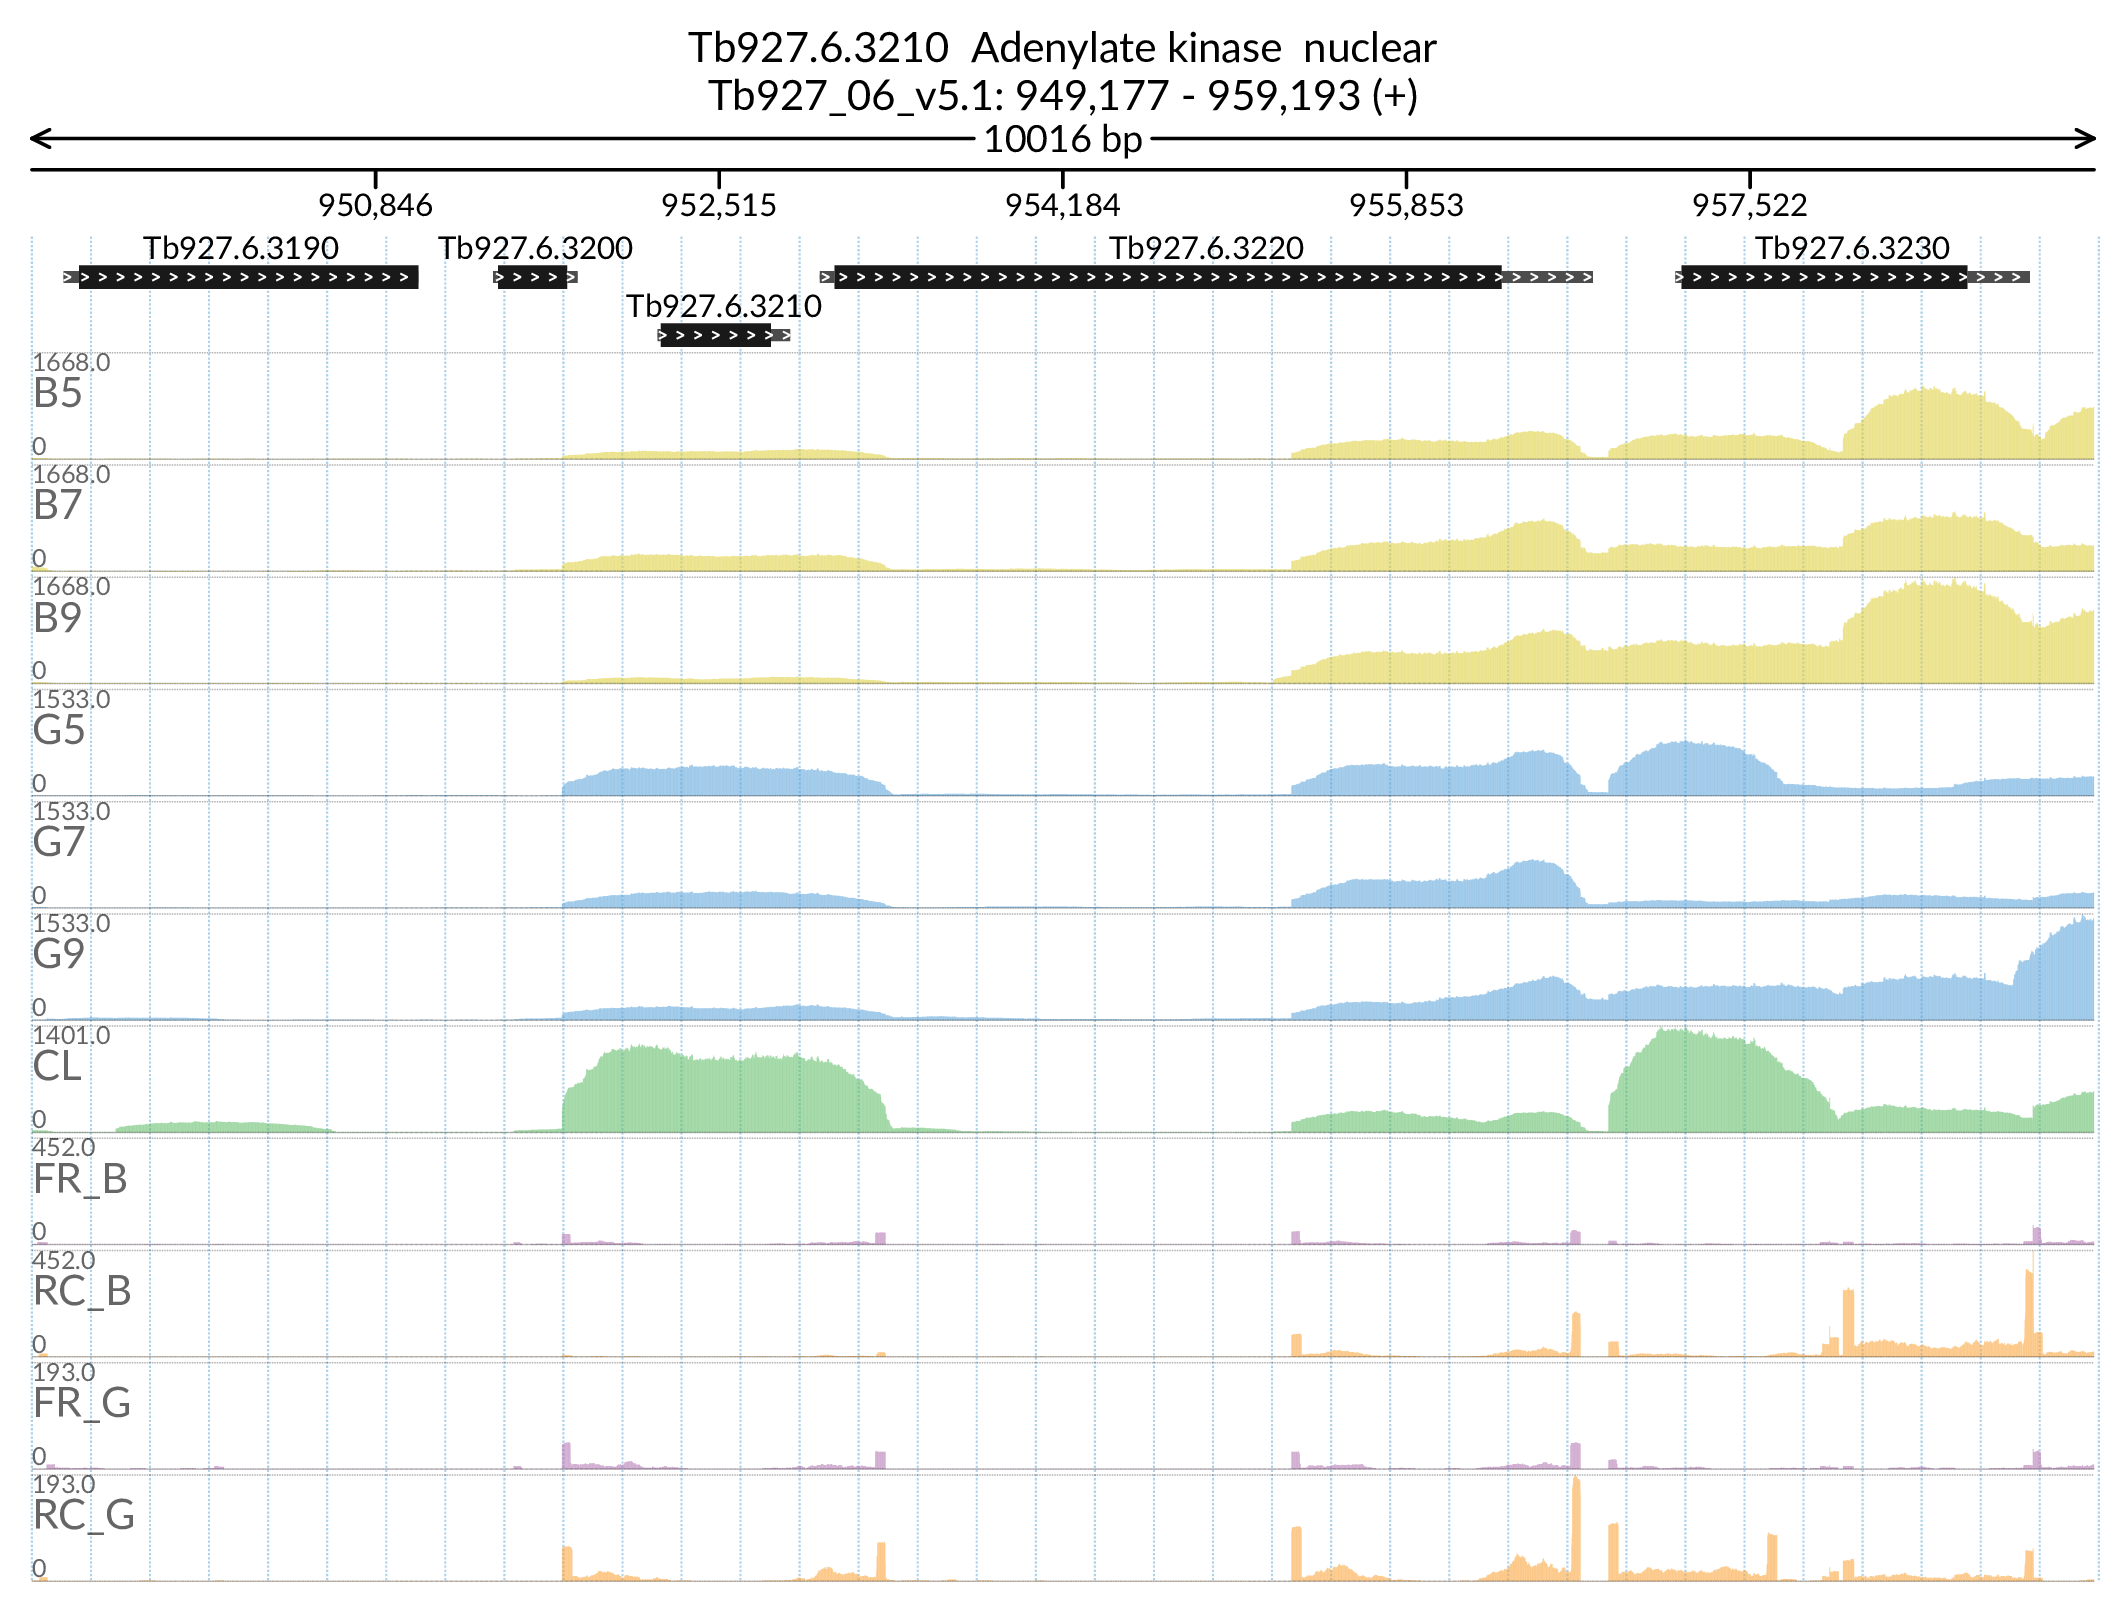 Tb927.6.3210  Adenylate kinase  nuclear
Tb927_06_v5.1: 949,177 - 959,193 (+)
10016 bp
950,846 952,515 954,184 955,853 957,522
Tb927.6.3190 Tb927.6.3200 Tb927.6.3220 Tb927.6.3230
Tb927.6.3210
1668.0
B5
0
1668.0
B7
0
1668.0
B9
0
1533.0
G5
0
1533.0
G7
0
1533.0
G9
0
1401.0
CL
0
452.0
FR_B
0
452.0
RC_B
0
193.0
FR_G
0
193.0
RC_G
0